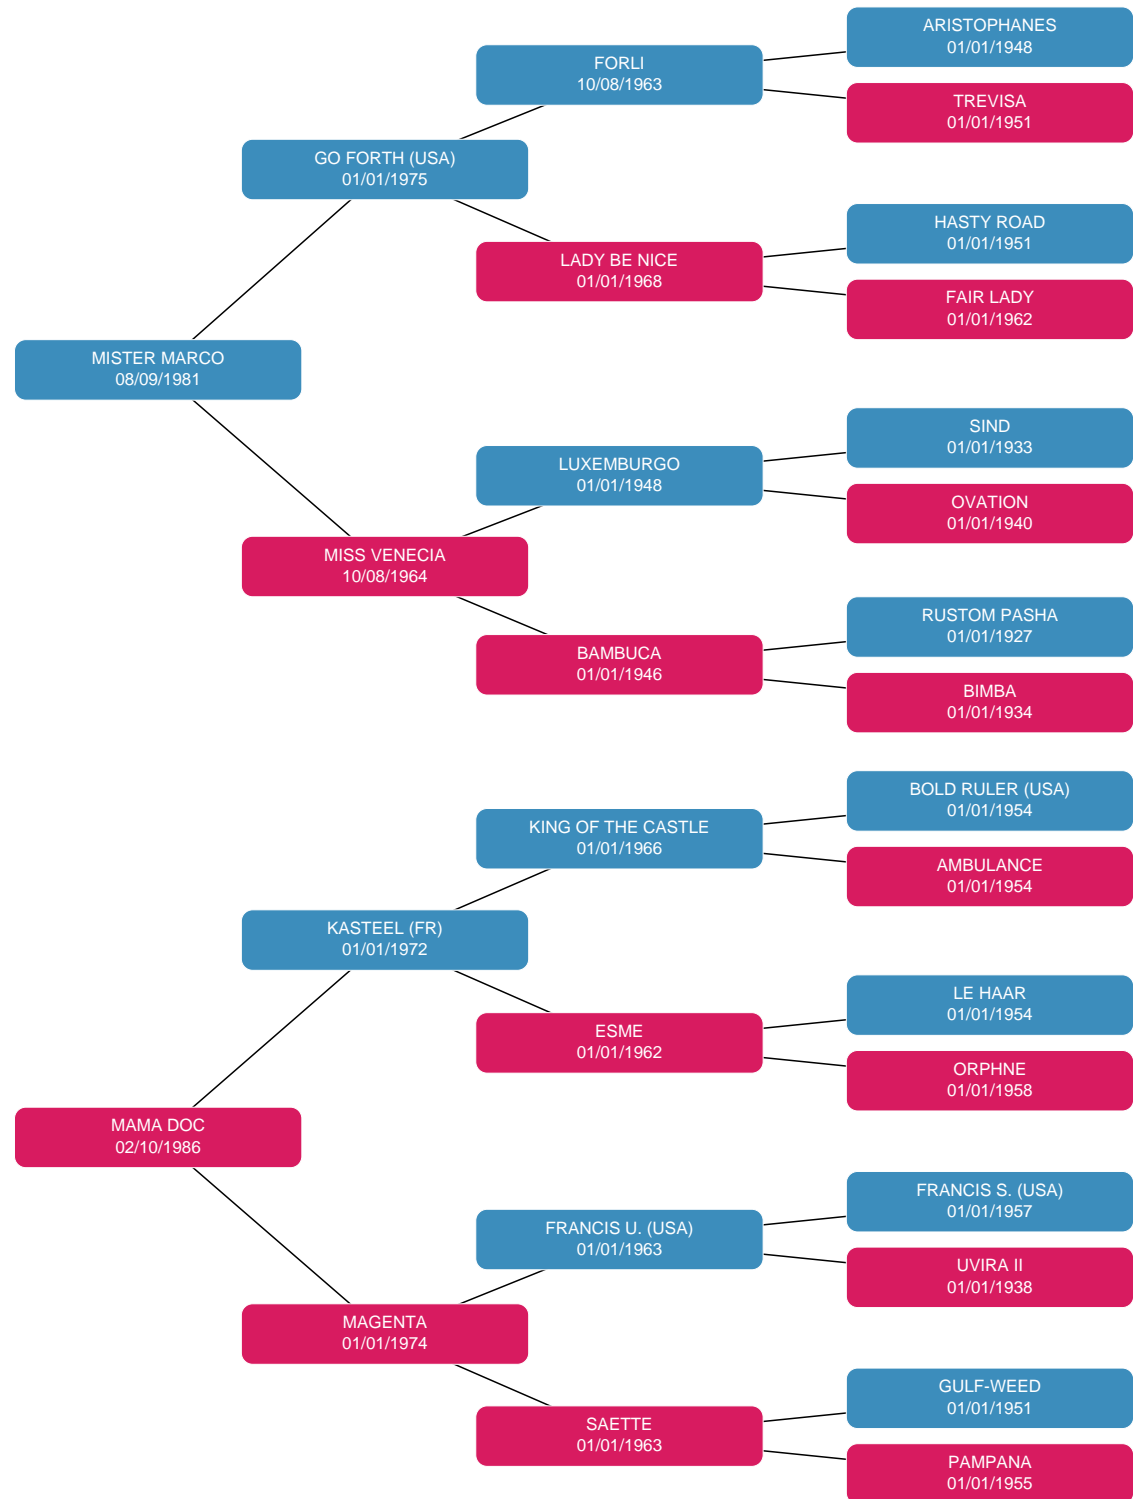 ARISTOPHANES
01/01/1948
FORLI
10/08/1963
TREVISA
01/01/1951
GO FORTH (USA)
01/01/1975
HASTY ROAD
01/01/1951
LADY BE NICE
01/01/1968
FAIR LADY
01/01/1962
MISTER MARCO
08/09/1981
SIND
01/01/1933
LUXEMBURGO
01/01/1948
OVATION
01/01/1940
MISS VENECIA
10/08/1964
RUSTOM PASHA
01/01/1927
BAMBUCA
01/01/1946
BIMBA
01/01/1934
BOLD RULER (USA)
01/01/1954
KING OF THE CASTLE
01/01/1966
AMBULANCE
01/01/1954
KASTEEL (FR)
01/01/1972
LE HAAR
01/01/1954
ESME
01/01/1962
ORPHNE
01/01/1958
MAMA DOC
02/10/1986
FRANCIS S. (USA)
01/01/1957
FRANCIS U. (USA)
01/01/1963
UVIRA II
01/01/1938
MAGENTA
01/01/1974
GULF-WEED
01/01/1951
SAETTE
01/01/1963
PAMPANA
01/01/1955